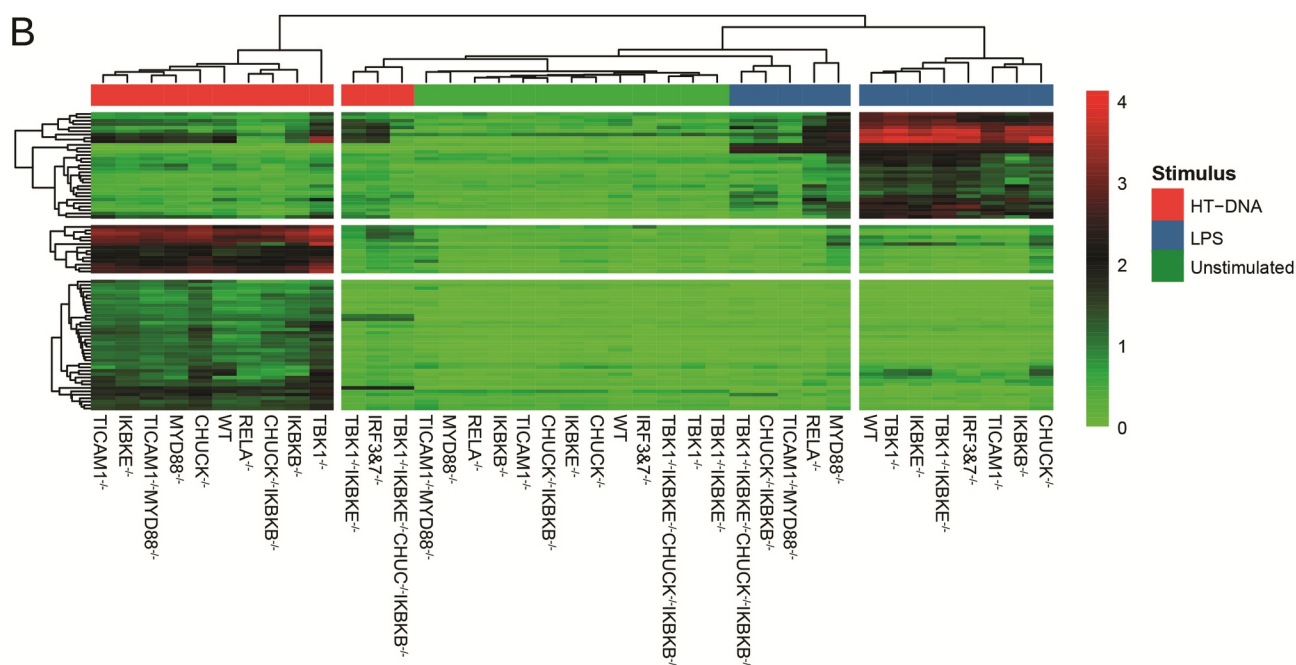 B
4
3
2
1
0
Stimulus
HT−DNA
LPS
Unstimulated
TICAM1⁻/⁻
IKBKE⁻/⁻
TICAM1⁻/⁻MYD88⁻/⁻
MYD88⁻/⁻
CHUCK⁻/⁻
WT
RELA⁻/⁻
CHUCK⁻/⁻IKBKB⁻/⁻
IKBKB⁻/⁻
TBK1⁻/⁻
TBK1⁻/⁻IKBKE⁻/⁻
IRF3&7⁻/⁻
TBK1⁻/⁻IKBKE⁻/⁻CHUC⁻/⁻IKBKB⁻/⁻
TICAM1⁻/⁻MYD88⁻/⁻
MYD88⁻/⁻
RELA⁻/⁻
IKBKB⁻/⁻
TICAM1⁻/⁻
CHUCK⁻/⁻IKBKB⁻/⁻
IKBKE⁻/⁻
CHUCK⁻/⁻
WT
IRF3&7⁻/⁻
TBK1⁻/⁻IKBKE⁻/⁻CHUCK⁻/⁻IKBKB⁻/⁻
TBK1⁻/⁻
TBK1⁻/⁻IKBKE⁻/⁻
TBK1⁻/⁻IKBKE⁻/⁻CHUCK⁻/⁻IKBKB⁻/⁻
CHUCK⁻/⁻IKBKB⁻/⁻
TICAM1⁻/⁻MYD88⁻/⁻
RELA⁻/⁻
MYD88⁻/⁻
WT
TBK1⁻/⁻
IKBKE⁻/⁻
TBK1⁻/⁻IKBKE⁻/⁻
IRF3&7⁻/⁻
TICAM1⁻/⁻
IKBKB⁻/⁻
CHUCK⁻/⁻